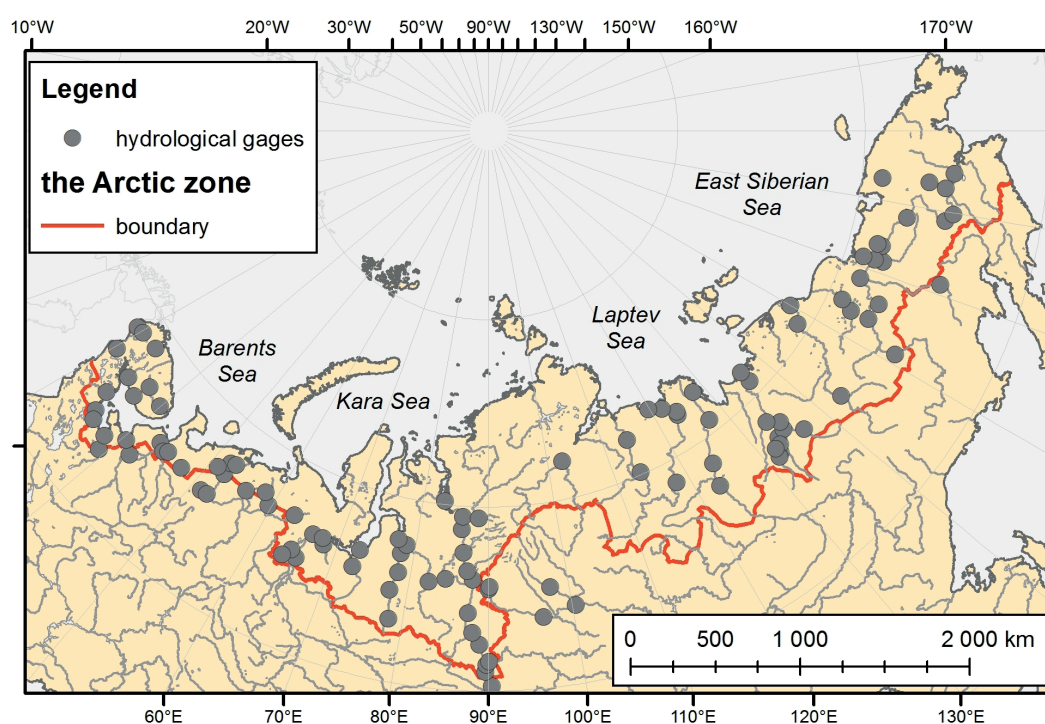 10°W 20°W 30°W 50°W 90°W 130°W 150°W 160°W 170°W
Legend
hydrological gages
the Arctic zone
boundary
East Siberian
Sea
Laptev
Sea
Barents
Sea
Kara Sea
0 500 1 000 2 000 km
60°E 70°E 80°E 90°E 100°E 110°E 120°E 130°E